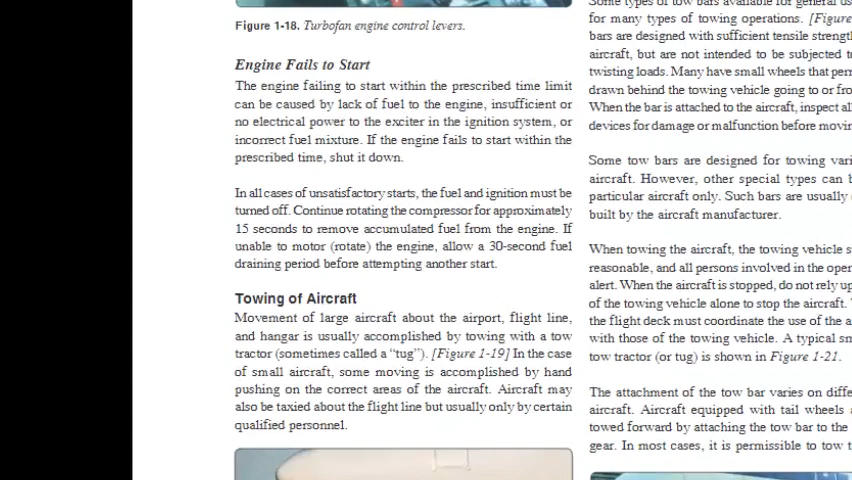 Figure 1-18. Turbofan engine control levers.
Engine Fails to Start
The engine failing to start within the prescribed time limit
can be caused by lack of fuel to the engine, insufficient or
no electrical power to the exciter in the ignition system, or
incorrect fuel mixture. If the engine fails to start within the
prescribed time, shut it down.
In all cases of unsatisfactory starts, the fuel and ignition must be
turned off. Continue rotating the compressor for approximately
15 seconds to remove accumulated fuel from the engine. If
unable to motor (rotate) the engine, allow a 30-second fuel
draining period before attempting another start.
Towing of Aircraft
Movement of large aircraft about the airport, flight line,
and hangar is usually accomplished by towing with a tow
tractor (sometimes called a “tug”). [Figure 1-19] In the case
of small aircraft, some moving is accomplished by hand
pushing on the correct areas of the aircraft. Aircraft may
also be taxied about the flight line but usually only by certain
qualified personnel.
Some types of tow bars available for general us
for many types of towing operations. [Figure
bars are designed with sufficient tensile strength
aircraft, but are not intended to be subjected to
twisting loads. Many have small wheels that perm
drawn behind the towing vehicle going to or fro
When the bar is attached to the aircraft, inspect al
devices for damage or malfunction before movin
Some tow bars are designed for towing vari
aircraft. However, other special types can b
particular aircraft only. Such bars are usually
built by the aircraft manufacturer.
When towing the aircraft, the towing vehicle s
reasonable, and all persons involved in the oper
alert. When the aircraft is stopped, do not rely up
of the towing vehicle alone to stop the aircraft.
the flight deck must coordinate the use of the a
with those of the towing vehicle. A typical sm
tow tractor (or tug) is shown in Figure 1-21.
The attachment of the tow bar varies on diffe
aircraft. Aircraft equipped with tail wheels a
towed forward by attaching the tow bar to the
gear. In most cases, it is permissible to tow t